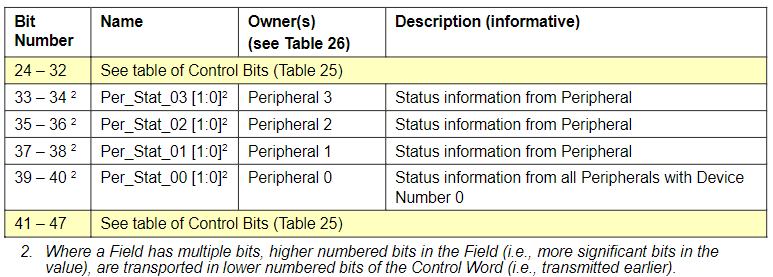 Bit Number Name Owner(s) (see Table 26) Description (informative)
24 – 32 See table of Control Bits (Table 25)
33 – 34 ² Per_Stat_03 [1:0]² Peripheral 3 Status information from Peripheral
35 – 36 ² Per_Stat_02 [1:0]² Peripheral 2 Status information from Peripheral
37 – 38 ² Per_Stat_01 [1:0]² Peripheral 1 Status information from Peripheral
39 – 40 ² Per_Stat_00 [1:0]² Peripheral 0 Status information from all Peripherals with Device
Number 0
41 – 47 See table of Control Bits (Table 25)
2. Where a Field has multiple bits, higher numbered bits in the Field (i.e., more significant bits in the
value), are transported in lower numbered bits of the Control Word (i.e., transmitted earlier).